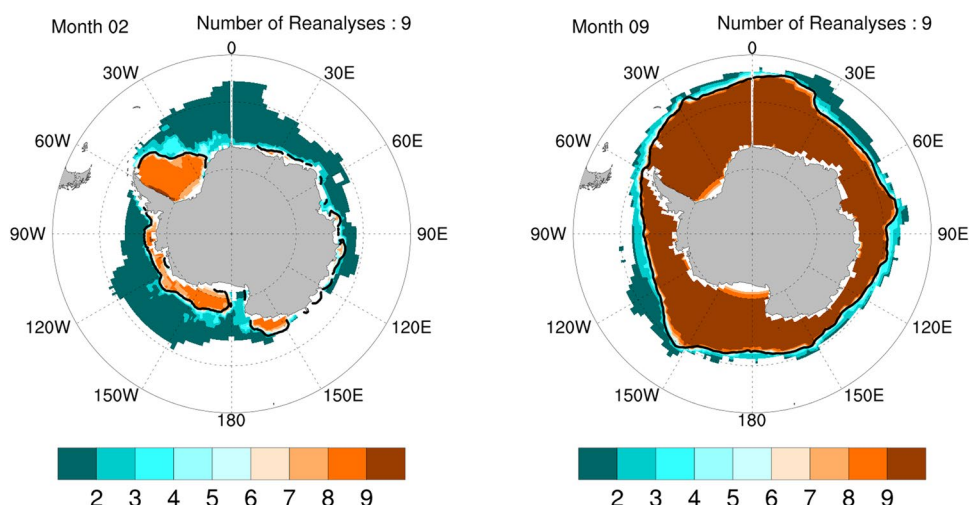 Month 02 Number of Reanalyses : 9
0
30W 30E
60W 60E
90W 90E
120W 120E
150W 150E
180
2 3 4 5 6 7 8 9
Month 09 Number of Reanalyses : 9
0
30W 30E
60W 60E
90W 90E
120W 120E
150W 150E
180
2 3 4 5 6 7 8 9